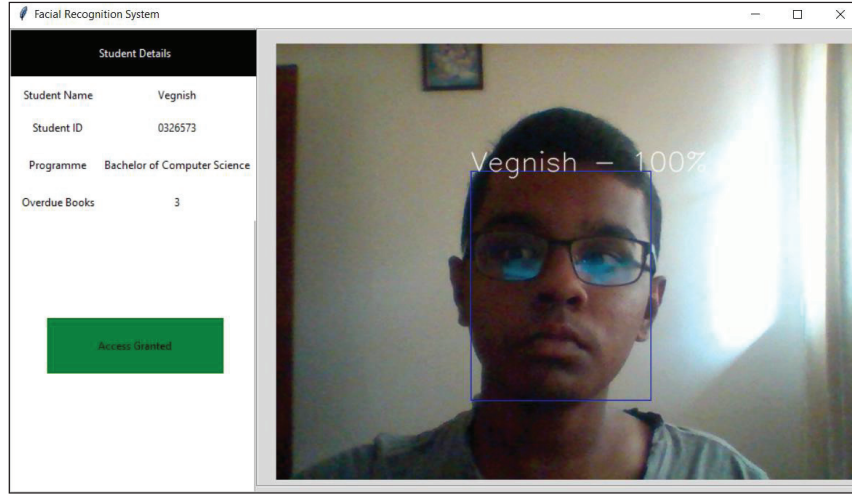 Facial Recognition System
Student Details
Student Name Vegnish
Student ID 0326573
Programme Bachelor of Computer Science
Overdue Books 3
Access Granted
Vegnish - 100%